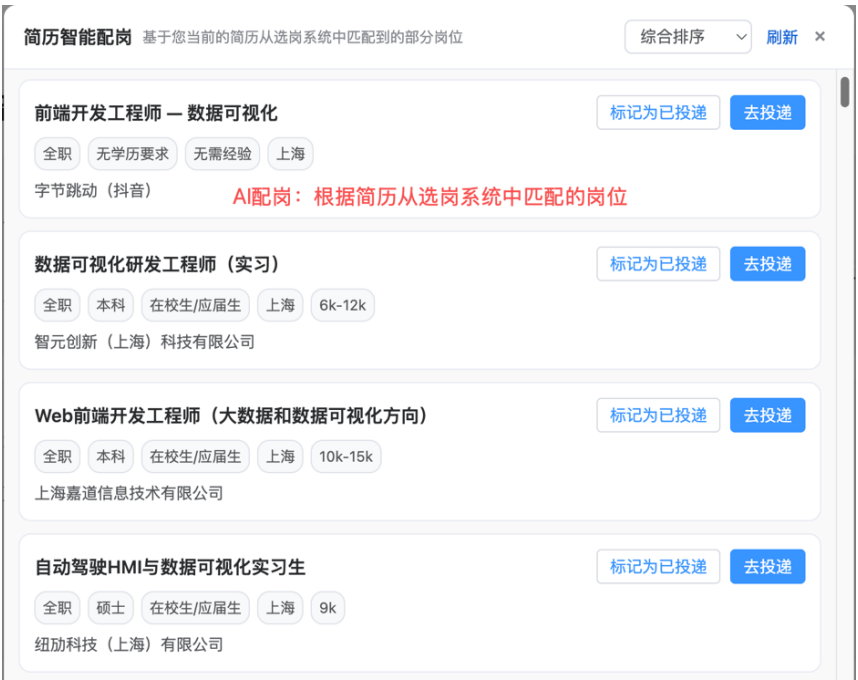 简历智能配岗 基于您当前的简历从选岗系统中匹配到的部分岗位 综合排序 刷新 ×
前端开发工程师 — 数据可视化 标记为已投递 去投递
全职 无学历要求 无需经验 上海
字节跳动（抖音）
AI配岗：根据简历从选岗系统中匹配的岗位
数据可视化研发工程师（实习） 标记为已投递 去投递
全职 本科 在校生/应届生 上海 6k-12k
智元创新（上海）科技有限公司
Web前端开发工程师（大数据和数据可视化方向） 标记为已投递 去投递
全职 本科 在校生/应届生 上海 10k-15k
上海嘉道信息技术有限公司
自动驾驶HMI与数据可视化实习生 标记为已投递 去投递
全职 硕士 在校生/应届生 上海 9k
纽劢科技（上海）有限公司